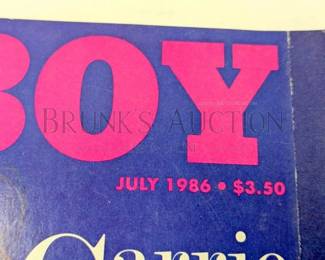 BOY
BRUNK'S AUCTION
JULY 1986 • $3.50
Carrie